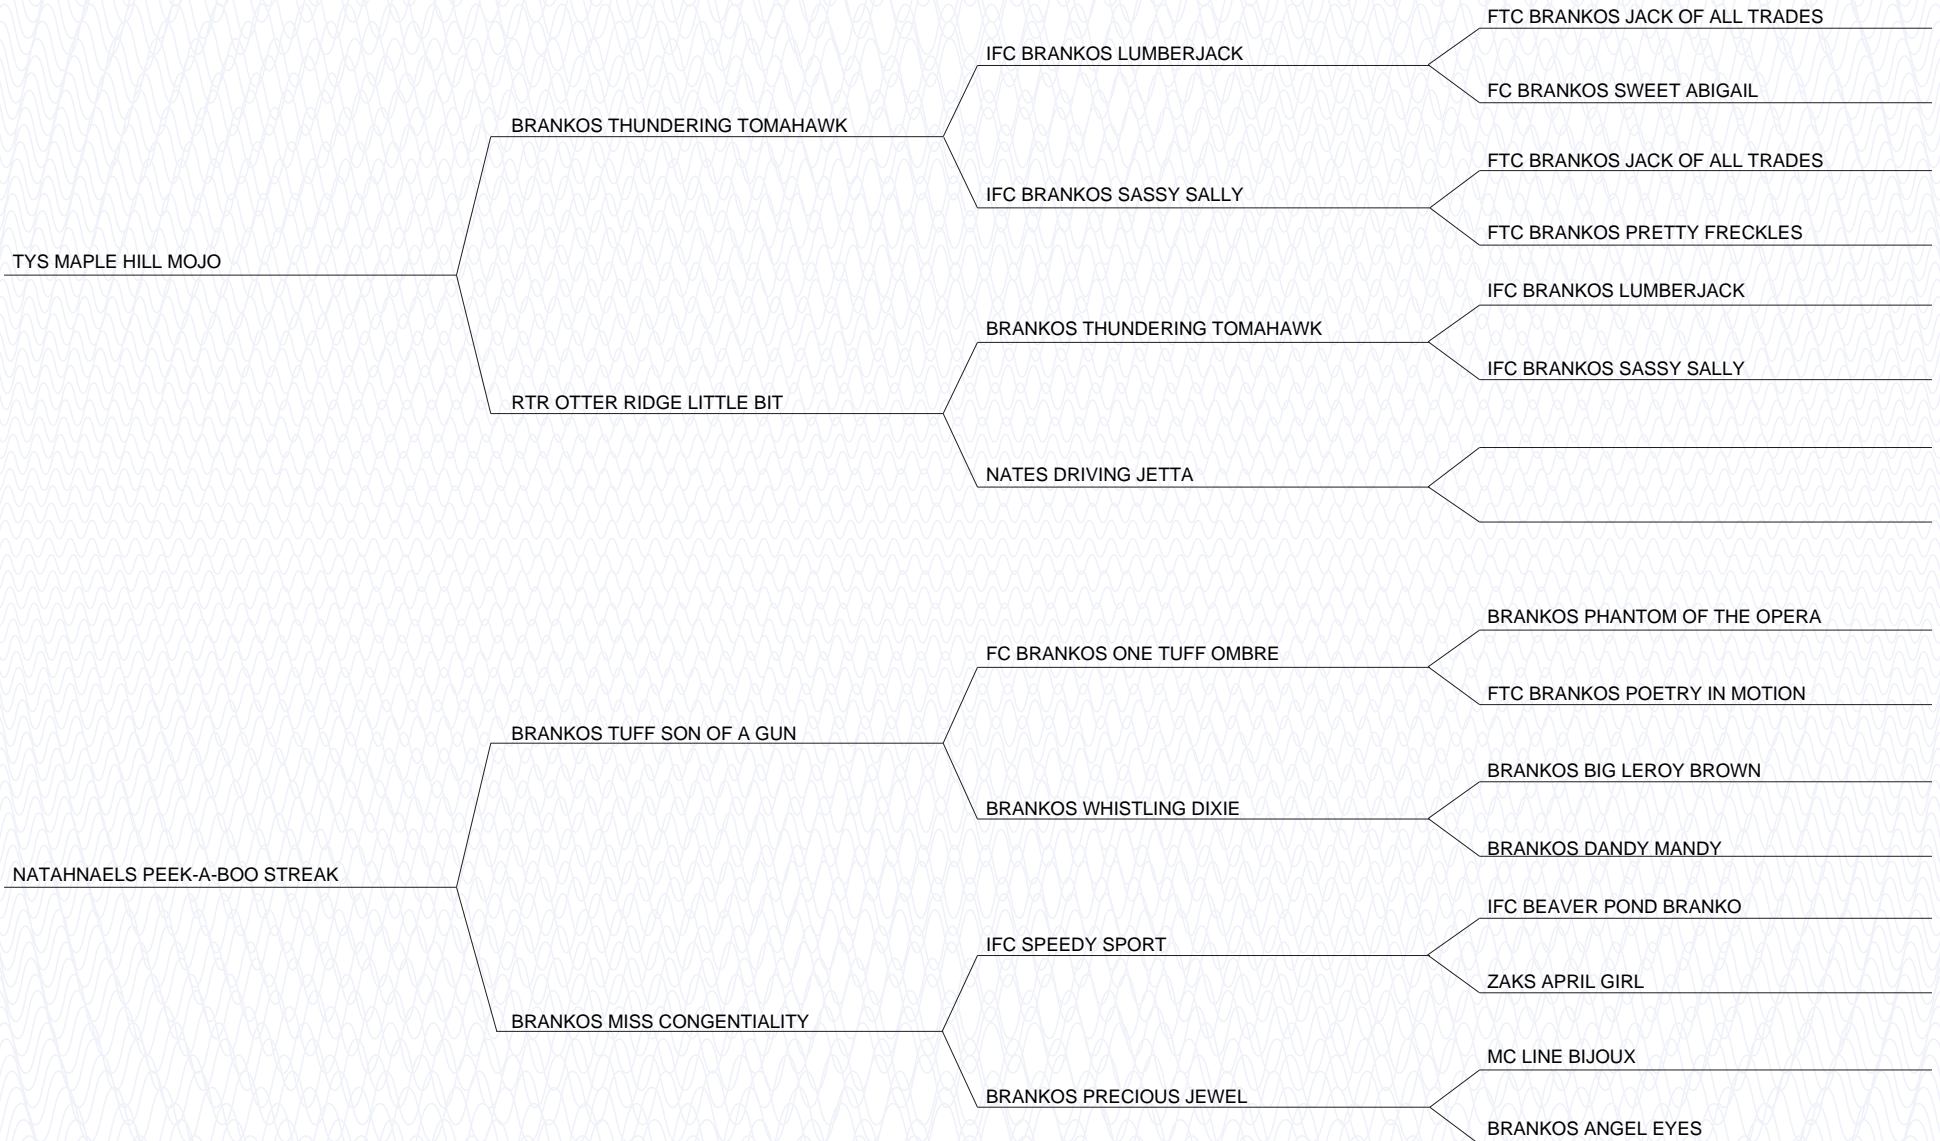 FTC BRANKOS JACK OF ALL TRADES
IFC BRANKOS LUMBERJACK
FC BRANKOS SWEET ABIGAIL
BRANKOS THUNDERING TOMAHAWK
FTC BRANKOS JACK OF ALL TRADES
IFC BRANKOS SASSY SALLY
FTC BRANKOS PRETTY FRECKLES
TYS MAPLE HILL MOJO
IFC BRANKOS LUMBERJACK
BRANKOS THUNDERING TOMAHAWK
IFC BRANKOS SASSY SALLY
RTR OTTER RIDGE LITTLE BIT
NATES DRIVING JETTA
BRANKOS PHANTOM OF THE OPERA
FC BRANKOS ONE TUFF OMBRE
FTC BRANKOS POETRY IN MOTION
BRANKOS TUFF SON OF A GUN
BRANKOS BIG LEROY BROWN
BRANKOS WHISTLING DIXIE
BRANKOS DANDY MANDY
NATAHNAELS PEEK-A-BOO STREAK
IFC BEAVER POND BRANKO
IFC SPEEDY SPORT
ZAKS APRIL GIRL
BRANKOS MISS CONGENTIALITY
MC LINE BIJOUX
BRANKOS PRECIOUS JEWEL
BRANKOS ANGEL EYES